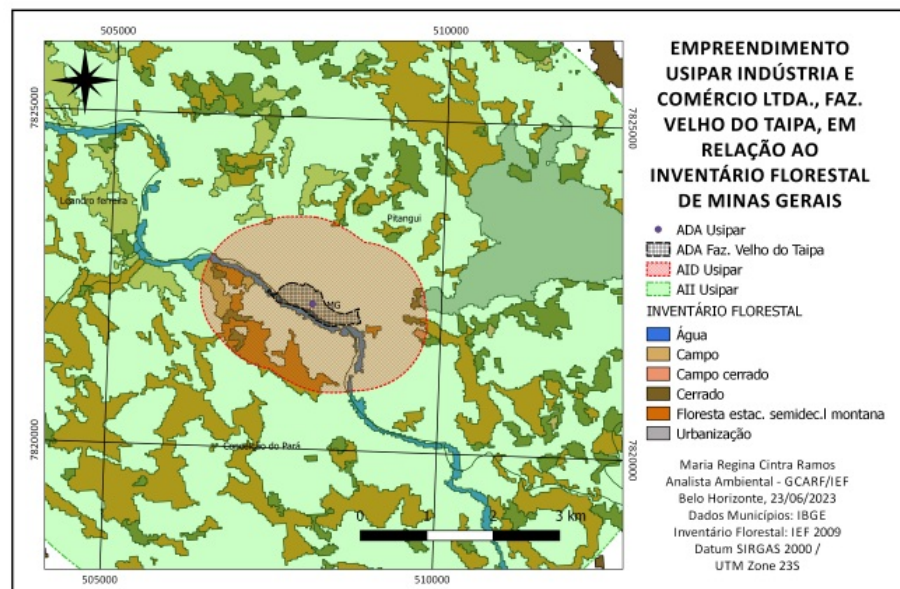 505000
510000
7825000
7825000
Leandro ferreira
Pitangui
MG
7820000
7820000
Conceição do Pará
0 1 2 3 km
505000
510000
EMPREENDIMENTO
USIPAR INDÚSTRIA E
COMÉRCIO LTDA., FAZ.
VELHO DO TAIPA, EM
RELAÇÃO AO
INVENTÁRIO FLORESTAL
DE MINAS GERAIS
ADA Usipar
ADA Faz. Velho do Taipa
AID Usipar
AII Usipar
INVENTÁRIO FLORESTAL
Água
Campo
Campo cerrado
Cerrado
Floresta estac. semidec.l montana
Urbanização
Maria Regina Cintra Ramos
Analista Ambiental - GCARF/IEF
Belo Horizonte, 23/06/2023
Dados Municípios: IBGE
Inventário Florestal: IEF 2009
Datum SIRGAS 2000 /
UTM Zone 23S